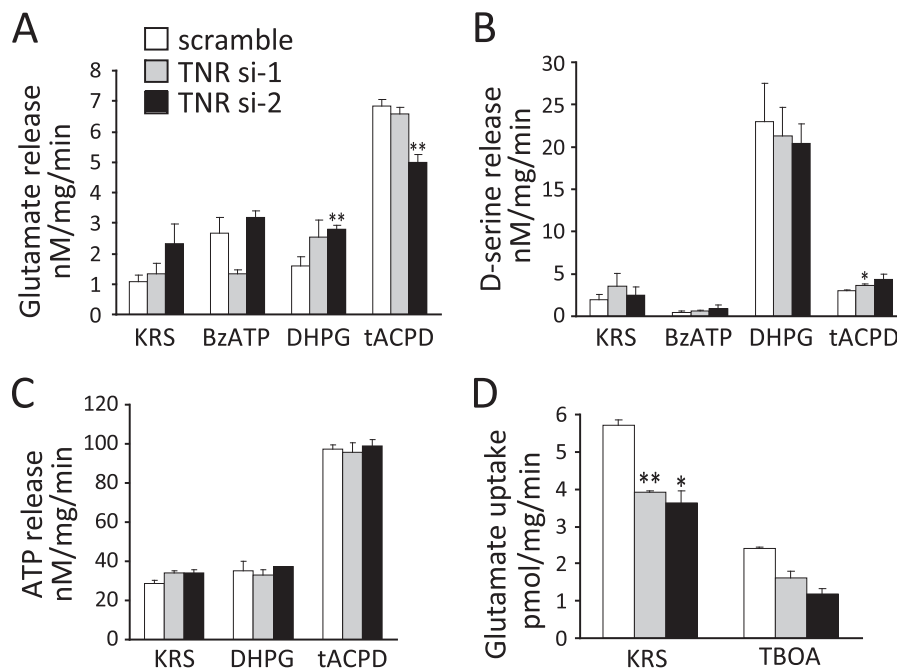 A
scramble
TNR si-1
TNR si-2
Glutamate release
nM/mg/min
8
7
6
5
4
3
2
1
0
**
**
KRS BzATP DHPG tACPD
B
D-serine release
nM/mg/min
30
25
20
15
10
5
0
*
KRS BzATP DHPG tACPD
C
ATP release
nM/mg/min
120
100
80
60
40
20
0
KRS DHPG tACPD
D
Glutamate uptake
pmol/mg/min
6
5
4
3
2
1
0
** *
KRS TBOA